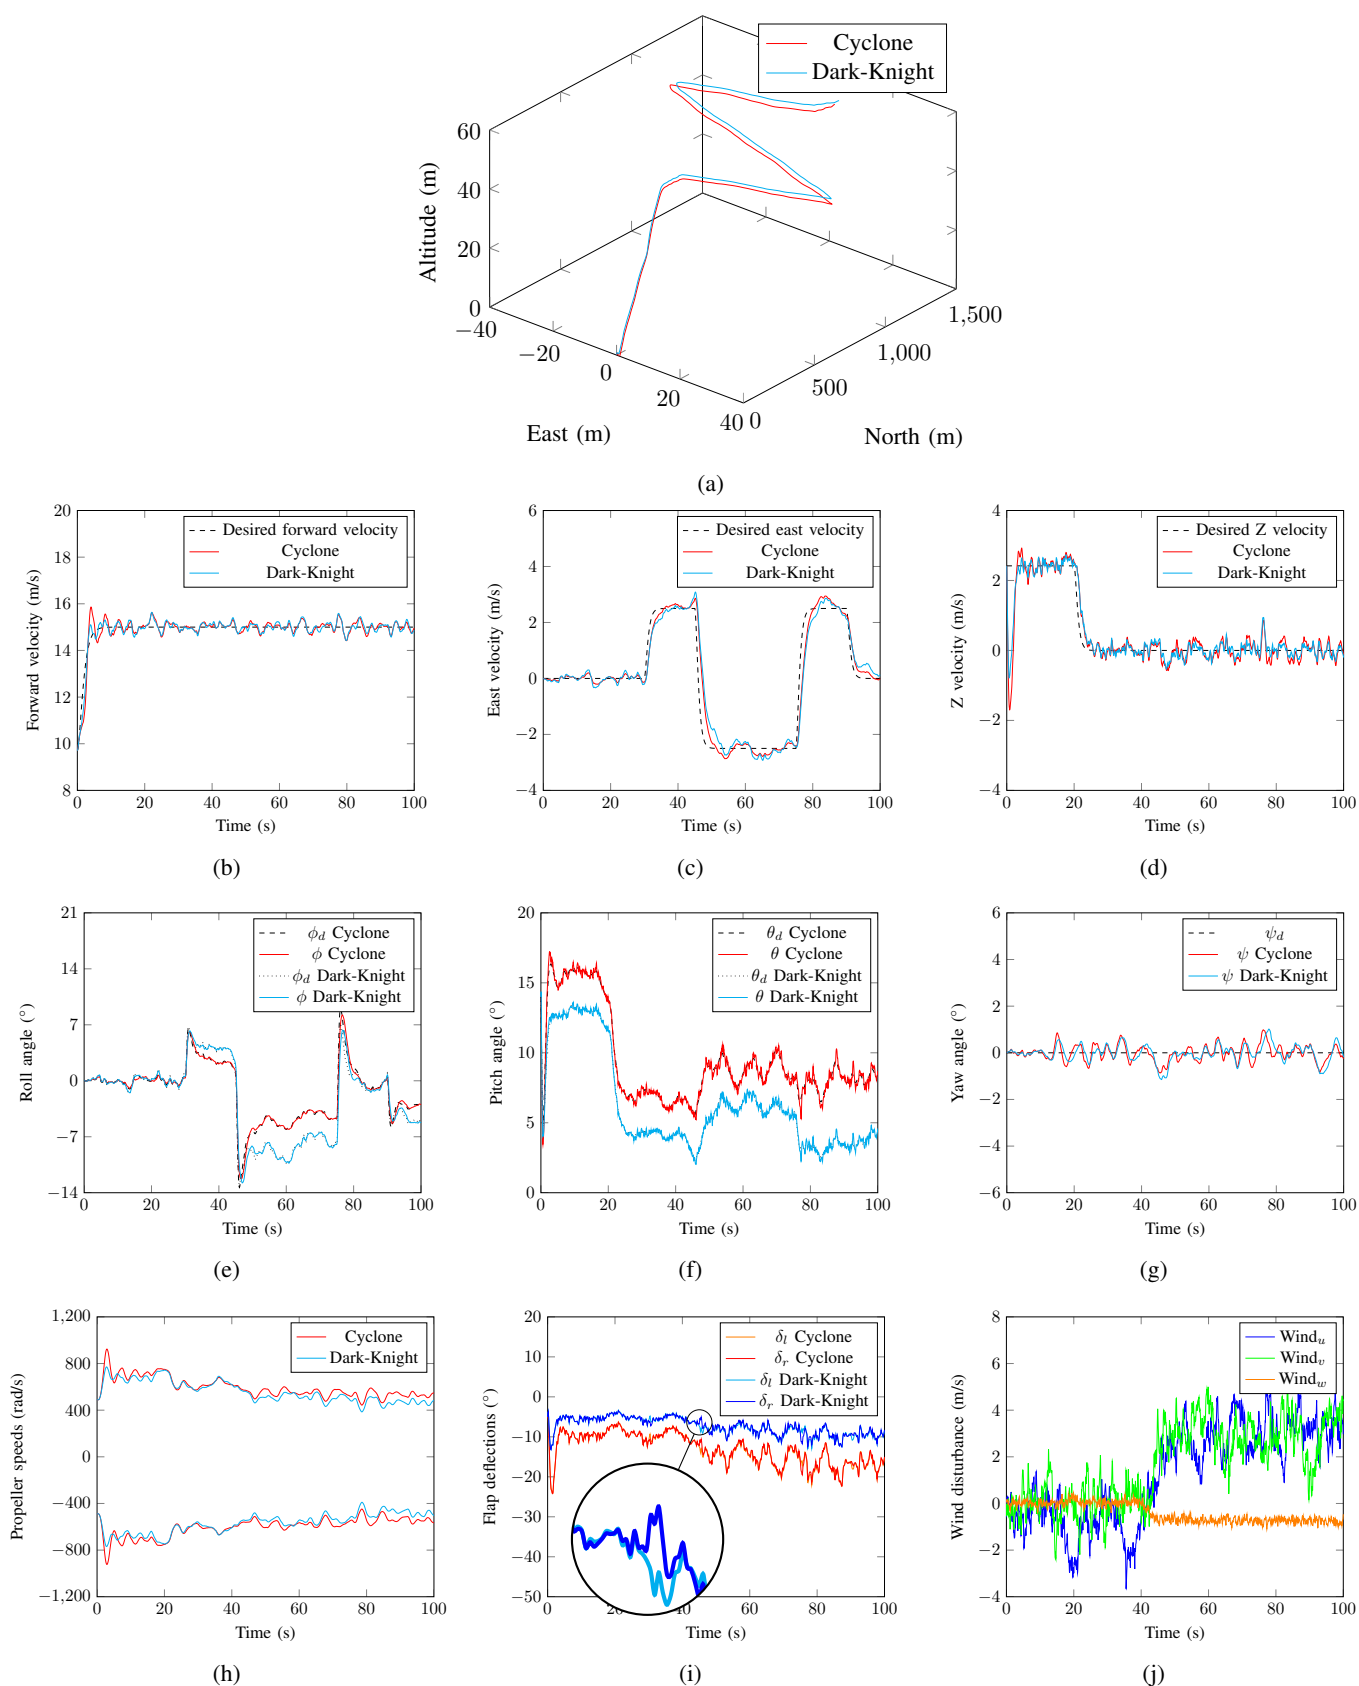 Cyclone
Dark-Knight
60
40
20
0
Altitude (m)
−40
−20
0
20
40
0
500
1,000
1,500
East (m)
North (m)
(a)
20
18
16
14
12
10
8
Forward velocity (m/s)
Desired forward velocity
Cyclone
Dark-Knight
0 20 40 60 80 100
Time (s)
(b)
6
4
2
0
−2
−4
East velocity (m/s)
Desired east velocity
Cyclone
Dark-Knight
0 20 40 60 80 100
Time (s)
(c)
4
2
0
−2
−4
Z velocity (m/s)
Desired Z velocity
Cyclone
Dark-Knight
0 20 40 60 80 100
Time (s)
(d)
21
14
7
0
−7
−14
Roll angle (°)
ϕd Cyclone
ϕ Cyclone
ϕd Dark-Knight
ϕ Dark-Knight
0 20 40 60 80 100
Time (s)
(e)
20
15
10
5
0
Pitch angle (°)
θd Cyclone
θ Cyclone
θd Dark-Knight
θ Dark-Knight
0 20 40 60 80 100
Time (s)
(f)
6
4
2
0
−2
−4
−6
Yaw angle (°)
ψd
ψ Cyclone
ψ Dark-Knight
0 20 40 60 80 100
Time (s)
(g)
1,200
800
400
0
−400
−800
−1,200
Propeller speeds (rad/s)
Cyclone
Dark-Knight
0 20 40 60 80 100
Time (s)
(h)
20
10
0
−10
−20
−30
−40
−50
Flap deflections (°)
δl Cyclone
δr Cyclone
δl Dark-Knight
δr Dark-Knight
0 20 40 60 80 100
Time (s)
(i)
8
6
4
2
0
−2
−4
Wind disturbance (m/s)
Windu
Windv
Windw
0 20 40 60 80 100
Time (s)
(j)